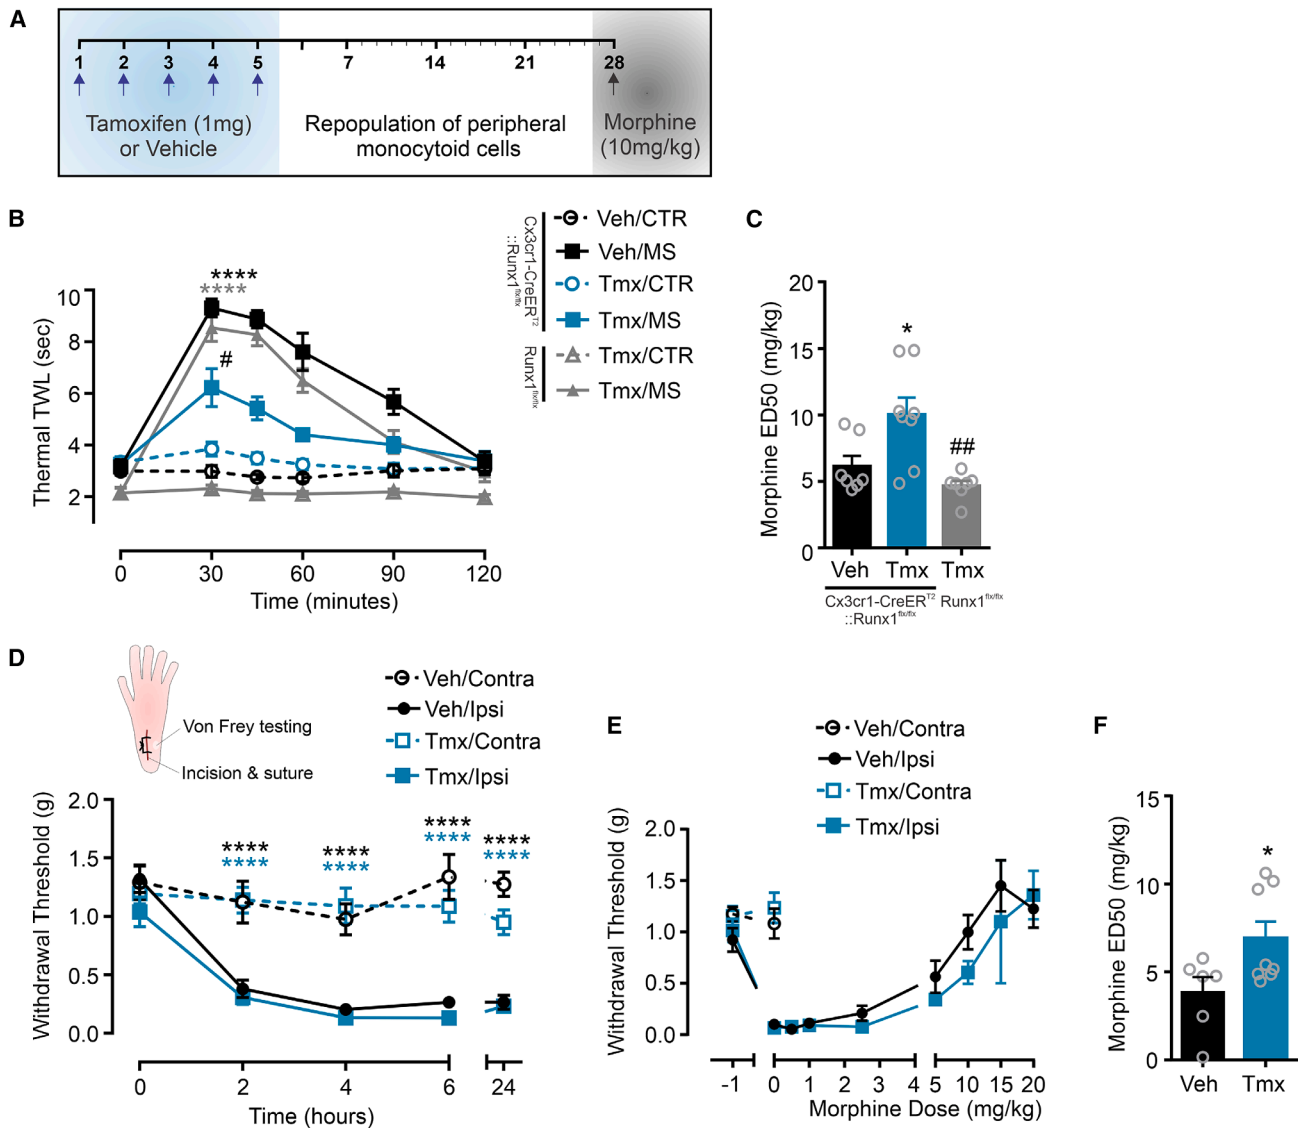 A
1 2 3 4 5 7 14 21 28
Tamoxifen (1mg)
or Vehicle
Repopulation of peripheral
monocytoid cells
Morphine
(10mg/kg)
B
Thermal TWL (sec)
10
8
6
4
2
****
****
#
0 30 60 90 120
Time (minutes)
Cx3cr1-CreERT2
::Runx1flx/flx
Veh/CTR
Veh/MS
Tmx/CTR
Tmx/MS
Runx1flx/flx
Tmx/CTR
Tmx/MS
C
Morphine ED50 (mg/kg)
20
15
10
5
0
*
##
Veh Tmx Tmx
Cx3cr1-CreERT2
::Runx1flx/flx
Runx1flx/flx
D
Von Frey testing
Incision & suture
Veh/Contra
Veh/Ipsi
Tmx/Contra
Tmx/Ipsi
Withdrawal Threshold (g)
2.0
1.5
1.0
0.5
0.0
****
****
****
****
****
****
****
****
0 2 4 6 24
Time (hours)
E
Veh/Contra
Veh/Ipsi
Tmx/Contra
Tmx/Ipsi
Withdrawal Threshold (g)
2.0
1.5
1.0
0.5
0.0
-1 0 1 2 3 4 5 10 15 20
Morphine Dose (mg/kg)
F
Morphine ED50 (mg/kg)
15
10
5
0
*
Veh Tmx